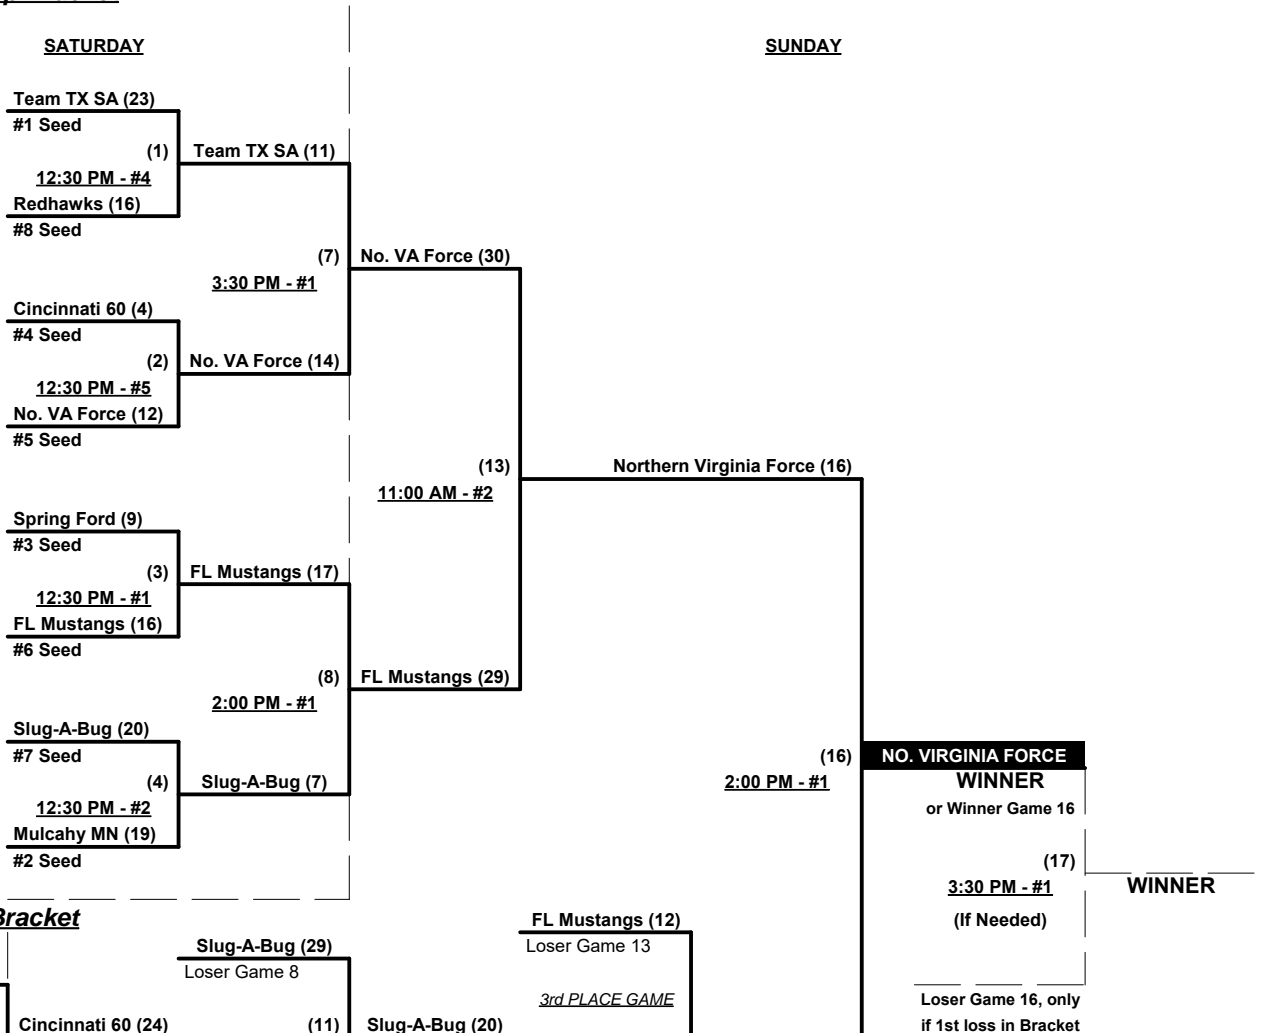 SATURDAY
SUNDAY
Team TX SA (23)
#1 Seed
(1)
Team TX SA (11)
12:30 PM - #4
Redhawks (16)
#8 Seed
(7)
No. VA Force (30)
3:30 PM - #1
Cincinnati 60 (4)
#4 Seed
(2)
No. VA Force (14)
12:30 PM - #5
No. VA Force (12)
#5 Seed
(13)
Northern Virginia Force (16)
11:00 AM - #2
Spring Ford (9)
#3 Seed
(3)
FL Mustangs (17)
12:30 PM - #1
FL Mustangs (16)
#6 Seed
(8)
FL Mustangs (29)
2:00 PM - #1
Slug-A-Bug (20)
#7 Seed
(16)
NO. VIRGINIA FORCE
(4)
Slug-A-Bug (7)
2:00 PM - #1
WINNER
12:30 PM - #2
or Winner Game 16
Mulcahy MN (19)
#2 Seed
(17)
3:30 PM - #1
WINNER
Bracket
FL Mustangs (12)
(If Needed)
Slug-A-Bug (29)
Loser Game 13
Loser Game 8
3rd PLACE GAME
Loser Game 16, only
Cincinnati 60 (24)
(11)
Slug-A-Bug (20)
if 1st loss in Bracket